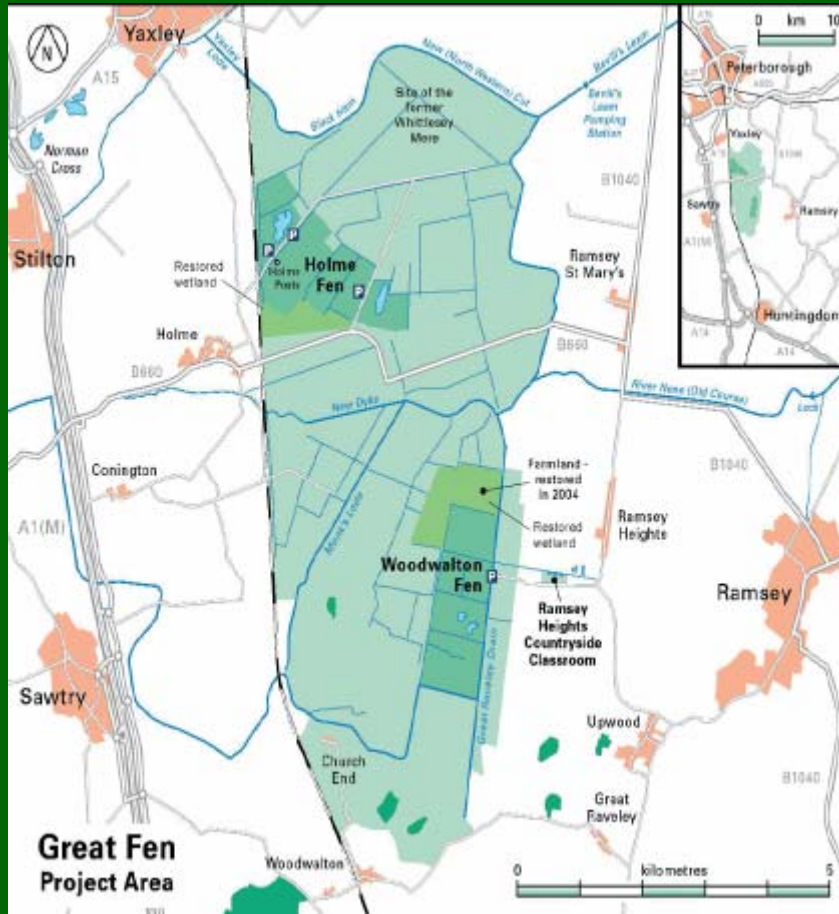 Yaxley
Yaxley
Lode
A15
Norman
Cross
Stilton
Black Ham
New (North Western) Cut
Bevill's Leam
Site of the
former
Whittlesey
Mere
Bevill's
Leam
Pumping
Station
B1040
0 km 10
Peterborough
Yaxley
Sawtry
Ramsey
A1(M)
Huntingdon
A14
A14
P
P
P
Holme
Posts
Holme
Fen
Restored
wetland
Ramsey
St Mary's
Holme
B660
B660
New Dyke
River Nene (Old Course)
Lock
Conington
Monk's Lode
Farmland -
restored
in 2004
Restored
wetland
B1040
A1(M)
Ramsey
Heights
Woodwalton
Fen
P
Ramsey
Heights
Countryside
Classroom
Ramsey
Sawtry
Great Raveley Drain
Upwood
Church
End
B1040
Great
Raveley
Great Fen
Project Area
Woodwalton
0 kilometres 5